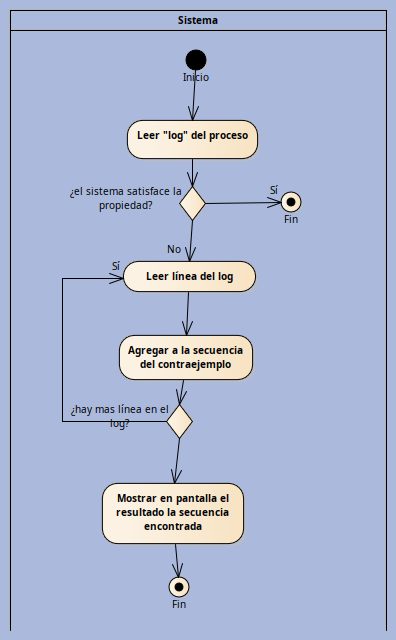 Sistema
Inicio
Leer "log" del proceso
¿el sistema satisface la
propiedad?
Sí
Fin
No
Sí
Leer línea del log
Agregar a la secuencia
del contraejemplo
¿hay mas línea en el
log?
Mostrar en pantalla el
resultado la secuencia
encontrada
Fin